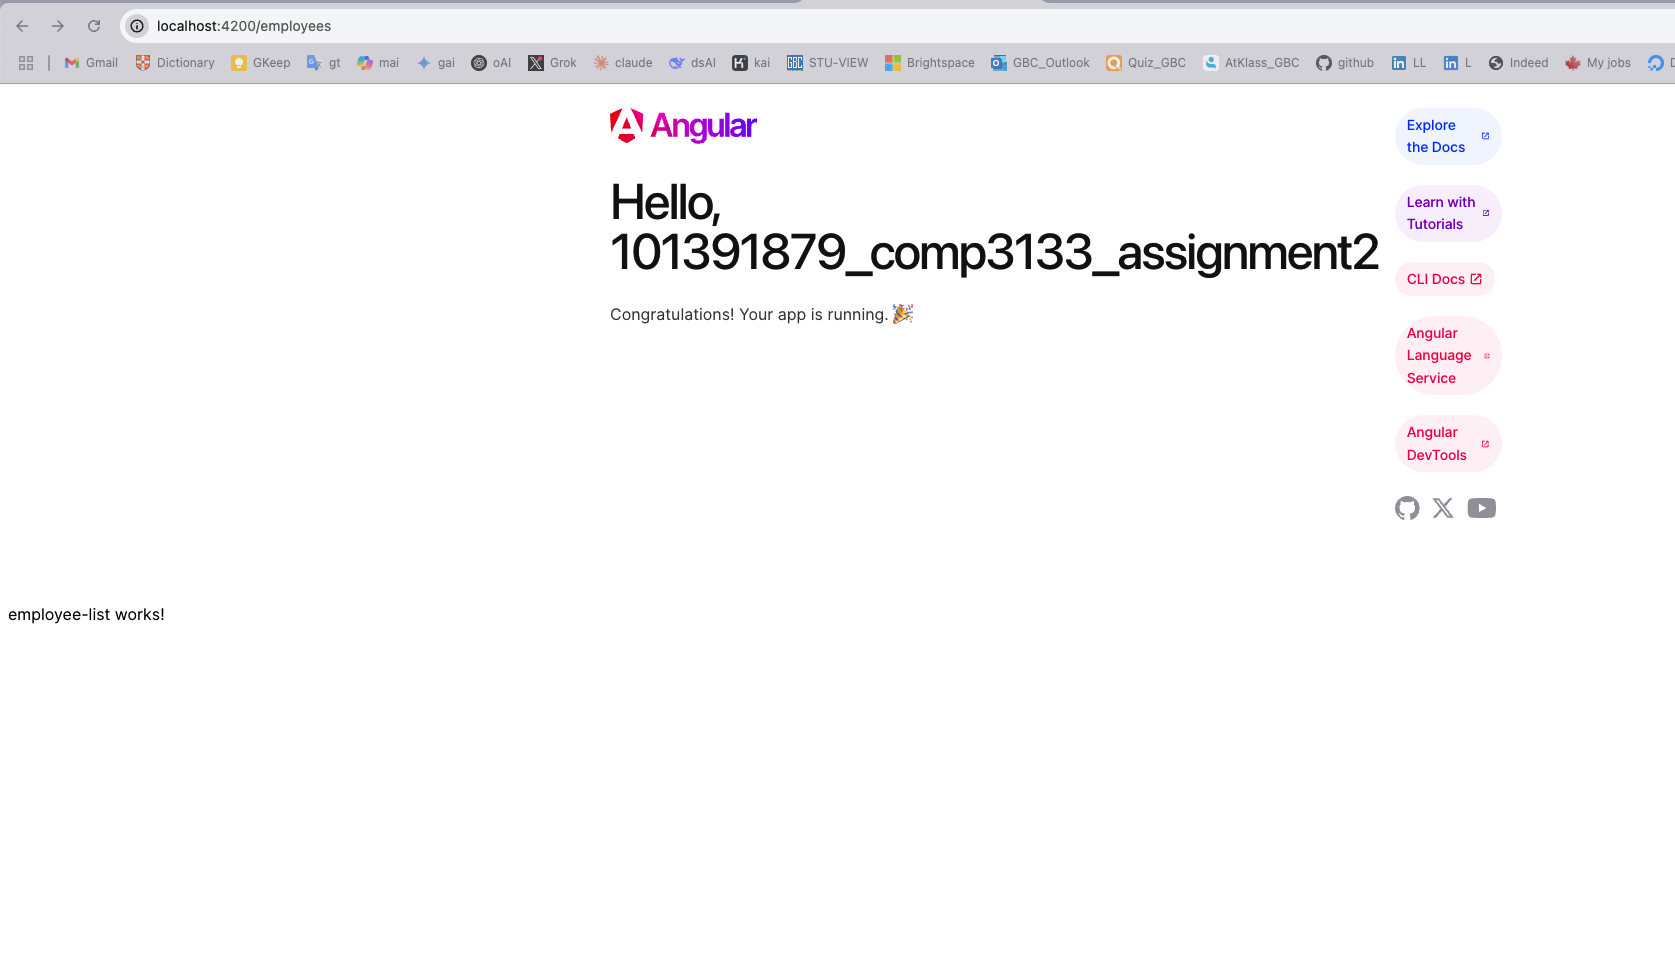 localhost:4200/employees
Gmail
Dictionary
GKeep
gt
mai
gai
oAI
Grok
claude
dsAI
kai
STU-VIEW
Brightspace
GBC_Outlook
Quiz_GBC
AtKlass_GBC
github
LL
L
Indeed
My jobs
Angular
Hello,
101391879_comp3133_assignment2
Congratulations! Your app is running. 🎉
Explore
the Docs
Learn with
Tutorials
CLI Docs
Angular
Language
Service
Angular
DevTools
employee-list works!